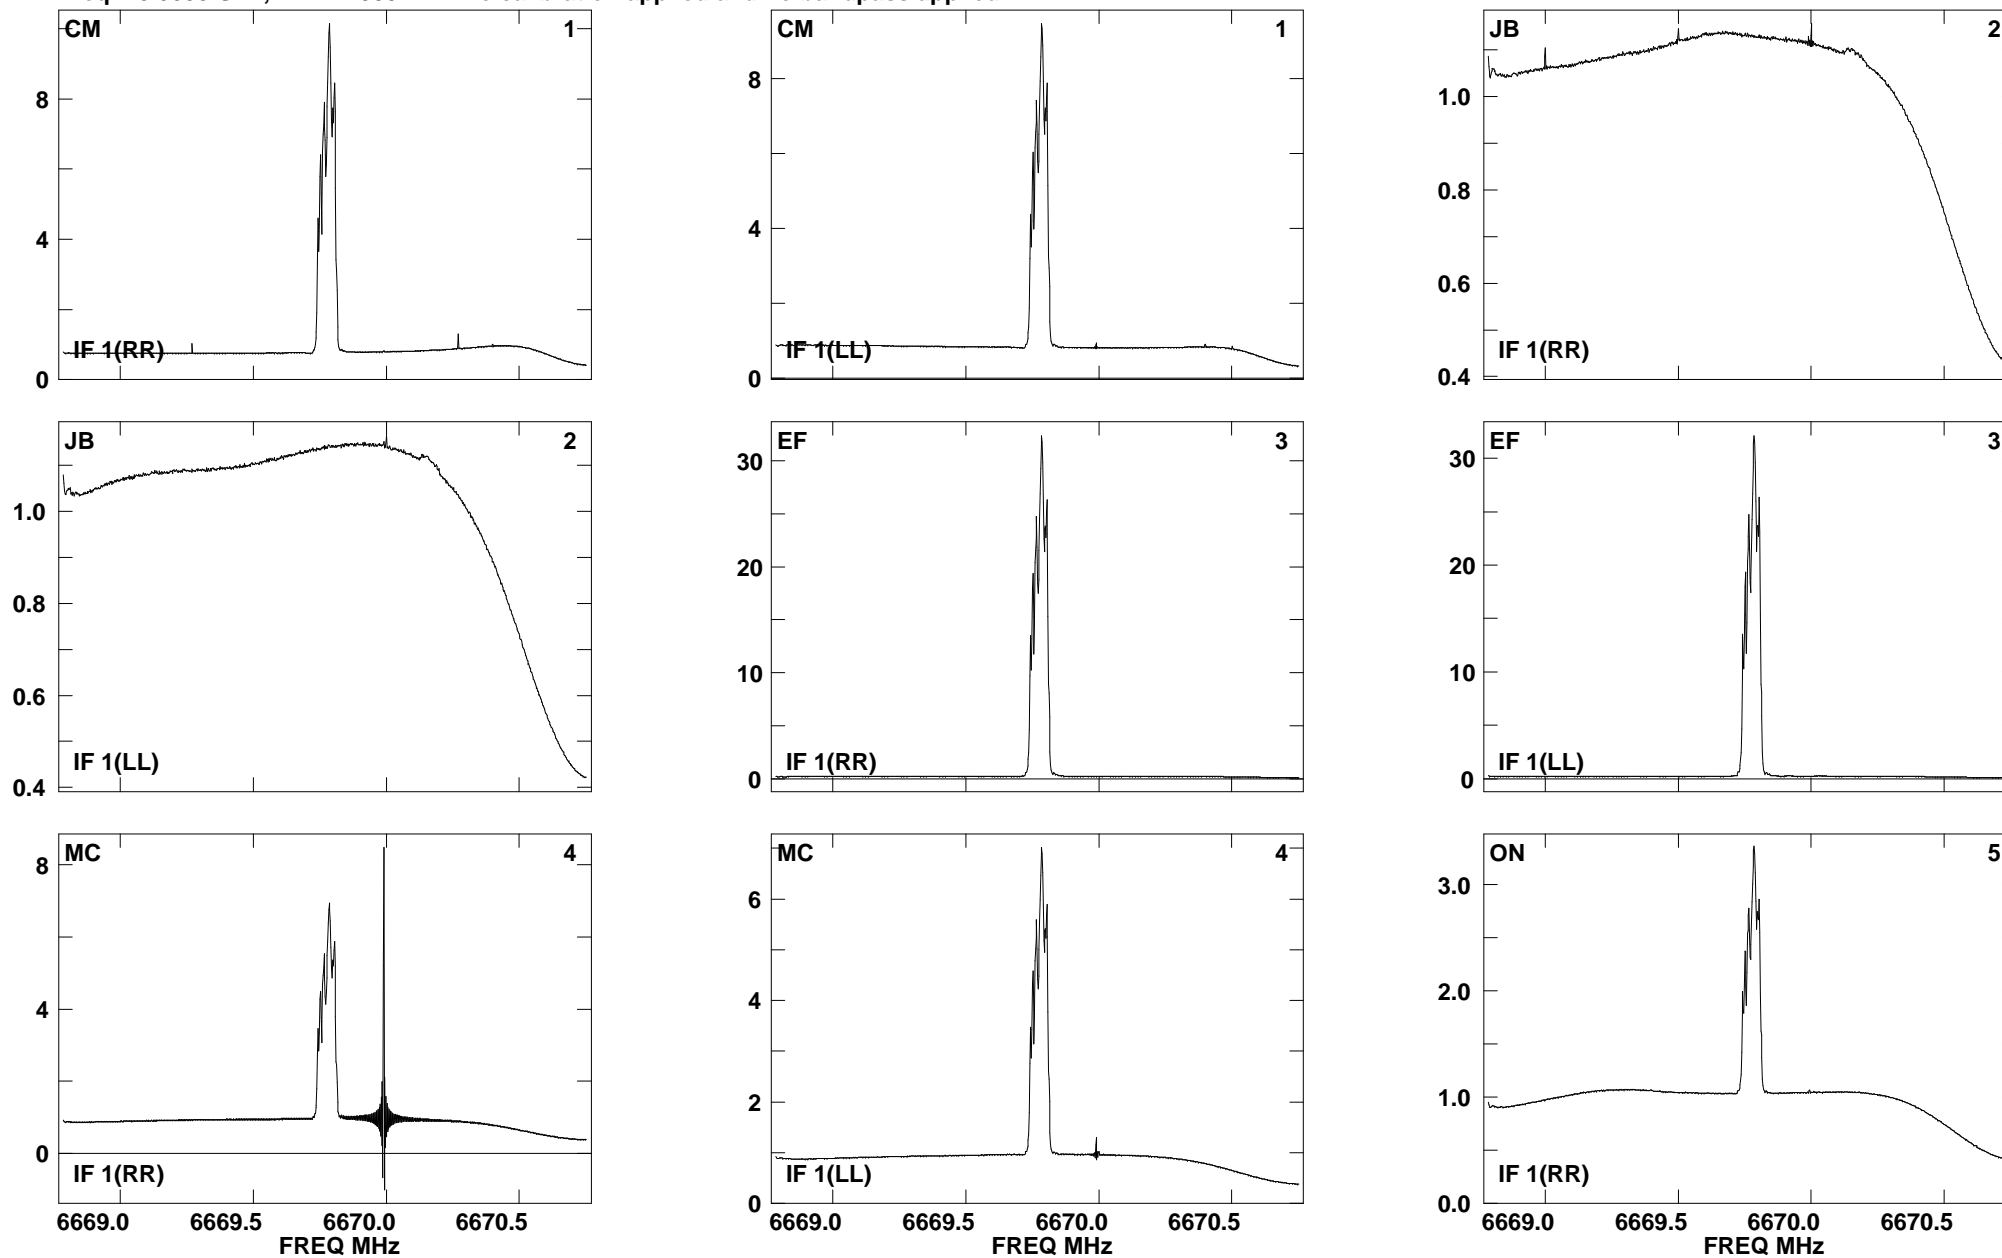 CM 1 CM 1 JB 2
8 8 1.0
4 4 0.8
0.6
IF 1(RR) IF 1(LL) IF 1(RR)
0 0 0.4
JB 2 EF 3 EF 3
1.0 30 30
0.8 20 20
0.6 10 10
IF 1(LL) IF 1(RR) IF 1(LL)
0.4 0 0
MC 4 MC 4 ON 5
8 6 3.0
4 4 2.0
0 2 1.0
IF 1(RR) IF 1(LL) IF 1(RR)
0 0.0
6669.0 6669.5 6670.0 6670.5 6669.0 6669.5 6670.0 6670.5 6669.0 6669.5 6670.0 6670.5
FREQ MHz FREQ MHz FREQ MHz